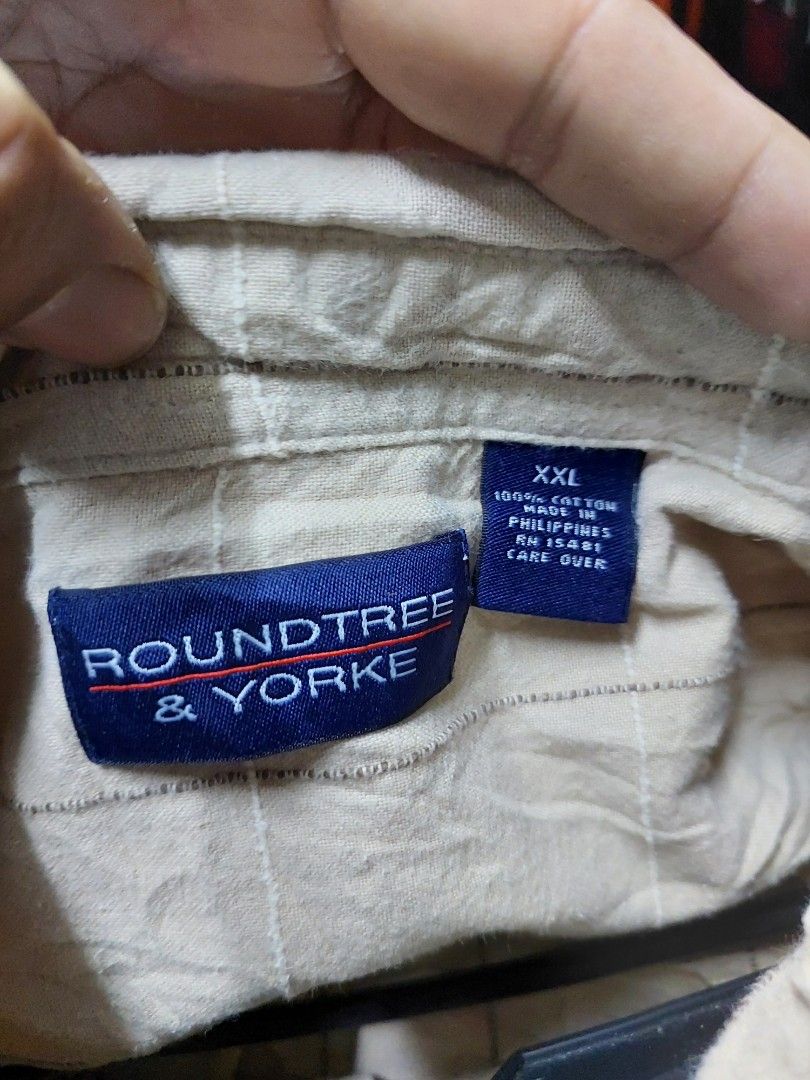 ROUNDTREE
& YORKE
XXL
100% COTTON
MADE IN
PHILIPPINES
RN 15481
CARE OVER